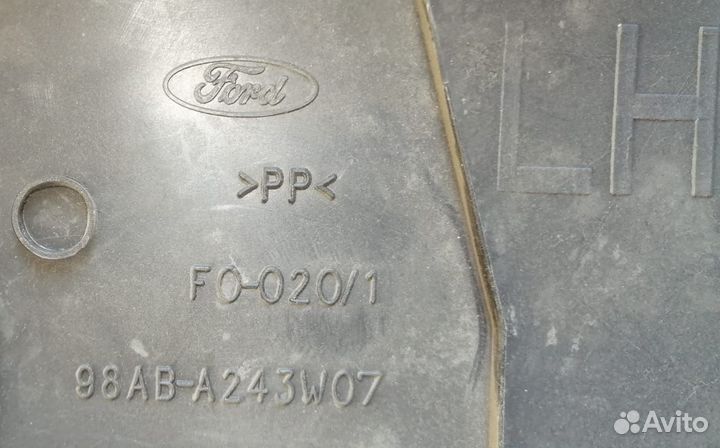 Ford
LH
>PP<
FO-020/1
98AB-A243W07
Avito